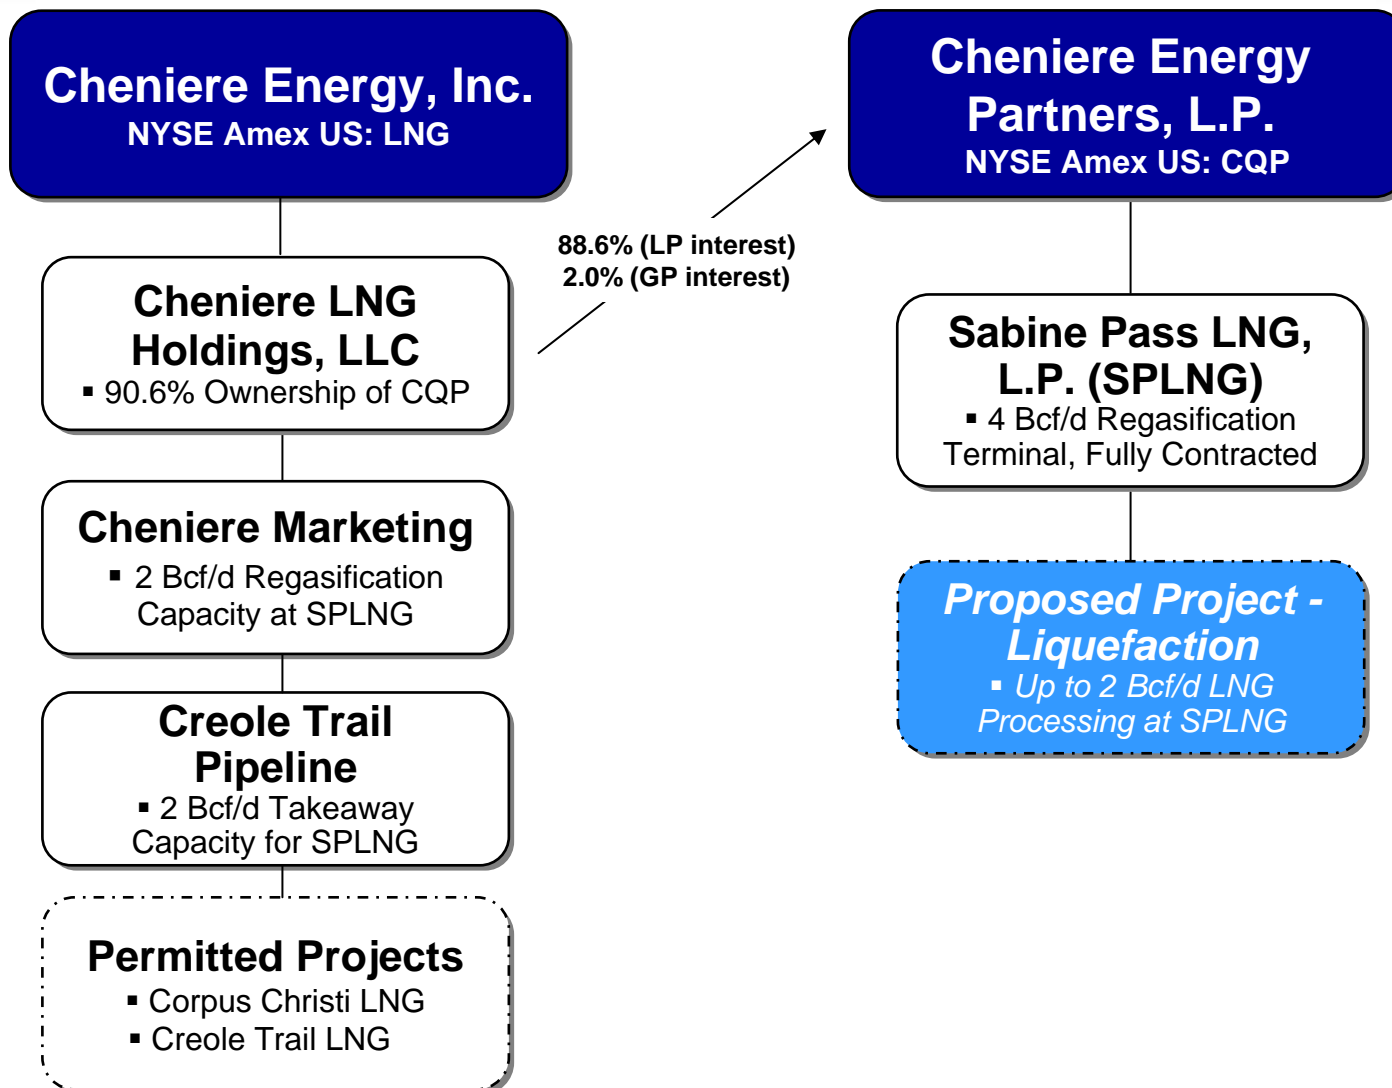 Cheniere Energy, Inc.
NYSE Amex US: LNG
Cheniere LNG
Holdings, LLC
▪ 90.6% Ownership of CQP
Cheniere Marketing
▪ 2 Bcf/d Regasification
Capacity at SPLNG
Creole Trail
Pipeline
▪ 2 Bcf/d Takeaway
Capacity for SPLNG
Permitted Projects
▪ Corpus Christi LNG
▪ Creole Trail LNG
88.6% (LP interest)
2.0% (GP interest)
Cheniere Energy
Partners, L.P.
NYSE Amex US: CQP
Sabine Pass LNG,
L.P. (SPLNG)
▪ 4 Bcf/d Regasification
Terminal, Fully Contracted
Proposed Project -
Liquefaction
▪ Up to 2 Bcf/d LNG
Processing at SPLNG